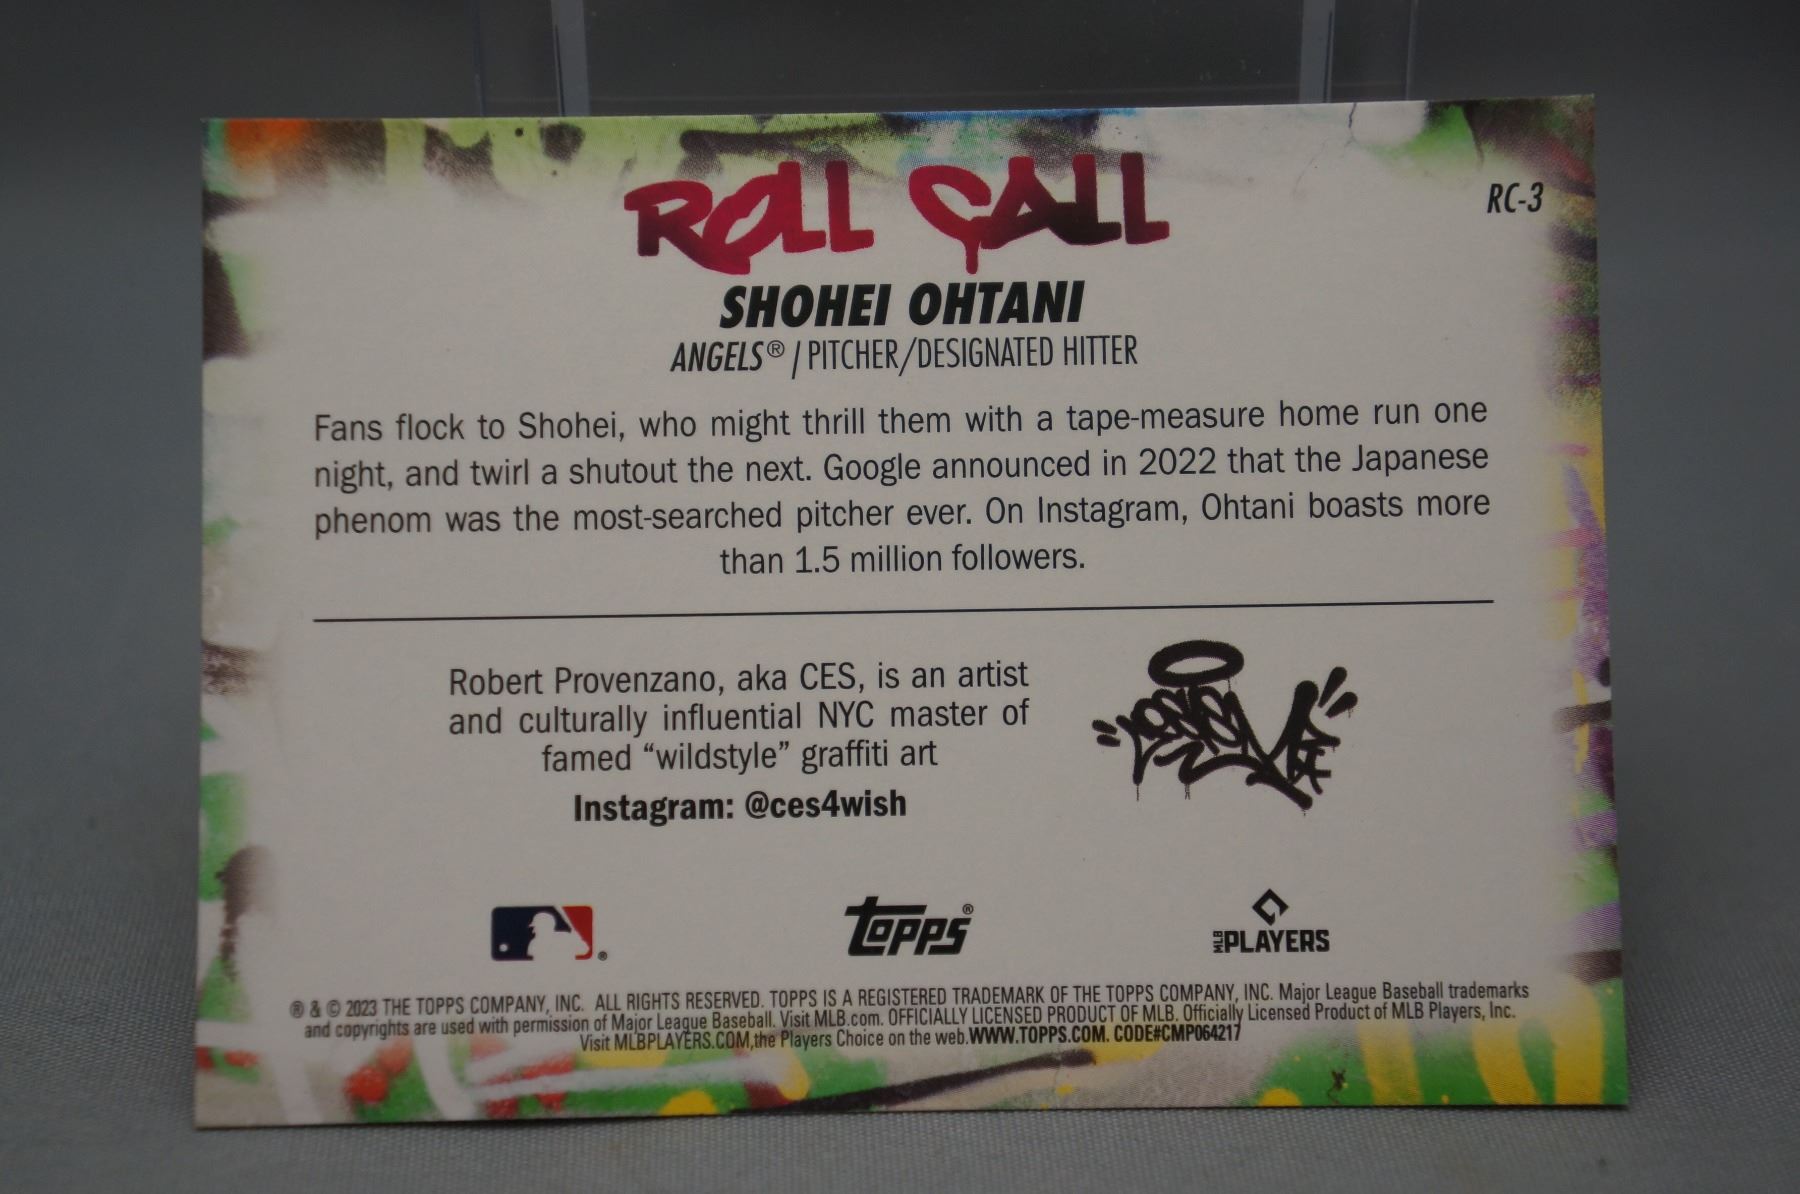 ROLL CALL
RC-3
SHOHEI OHTANI
ANGELS® / PITCHER/DESIGNATED HITTER
Fans flock to Shohei, who might thrill them with a tape-measure home run one
night, and twirl a shutout the next. Google announced in 2022 that the Japanese
phenom was the most-searched pitcher ever. On Instagram, Ohtani boasts more
than 1.5 million followers.
Robert Provenzano, aka CES, is an artist
and culturally influential NYC master of
famed “wildstyle” graffiti art
Instagram: @ces4wish
®
TOPPS®
MLB PLAYERS
® & © 2023 THE TOPPS COMPANY, INC. ALL RIGHTS RESERVED. TOPPS IS A REGISTERED TRADEMARK OF THE TOPPS COMPANY, INC. Major League Baseball trademarks
and copyrights are used with permission of Major League Baseball. Visit MLB.com. OFFICIALLY LICENSED PRODUCT OF MLB. Officially Licensed Product of MLB Players, Inc.
Visit MLBPLAYERS.COM,the Players Choice on the web.WWW.TOPPS.COM. CODE#CMP064217